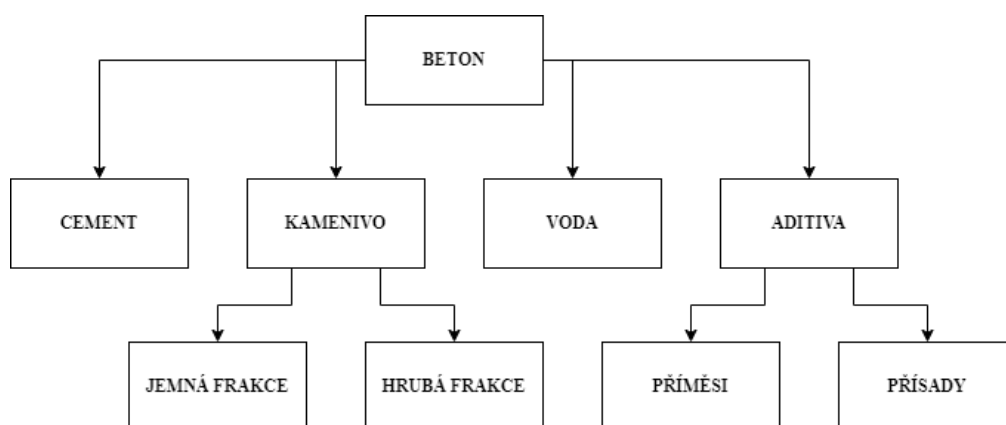 BETON
CEMENT
KAMENIVO
VODA
ADITIVA
JEMNÁ FRAKCE
HRUBÁ FRAKCE
PŘÍMĚSI
PŘÍSADY